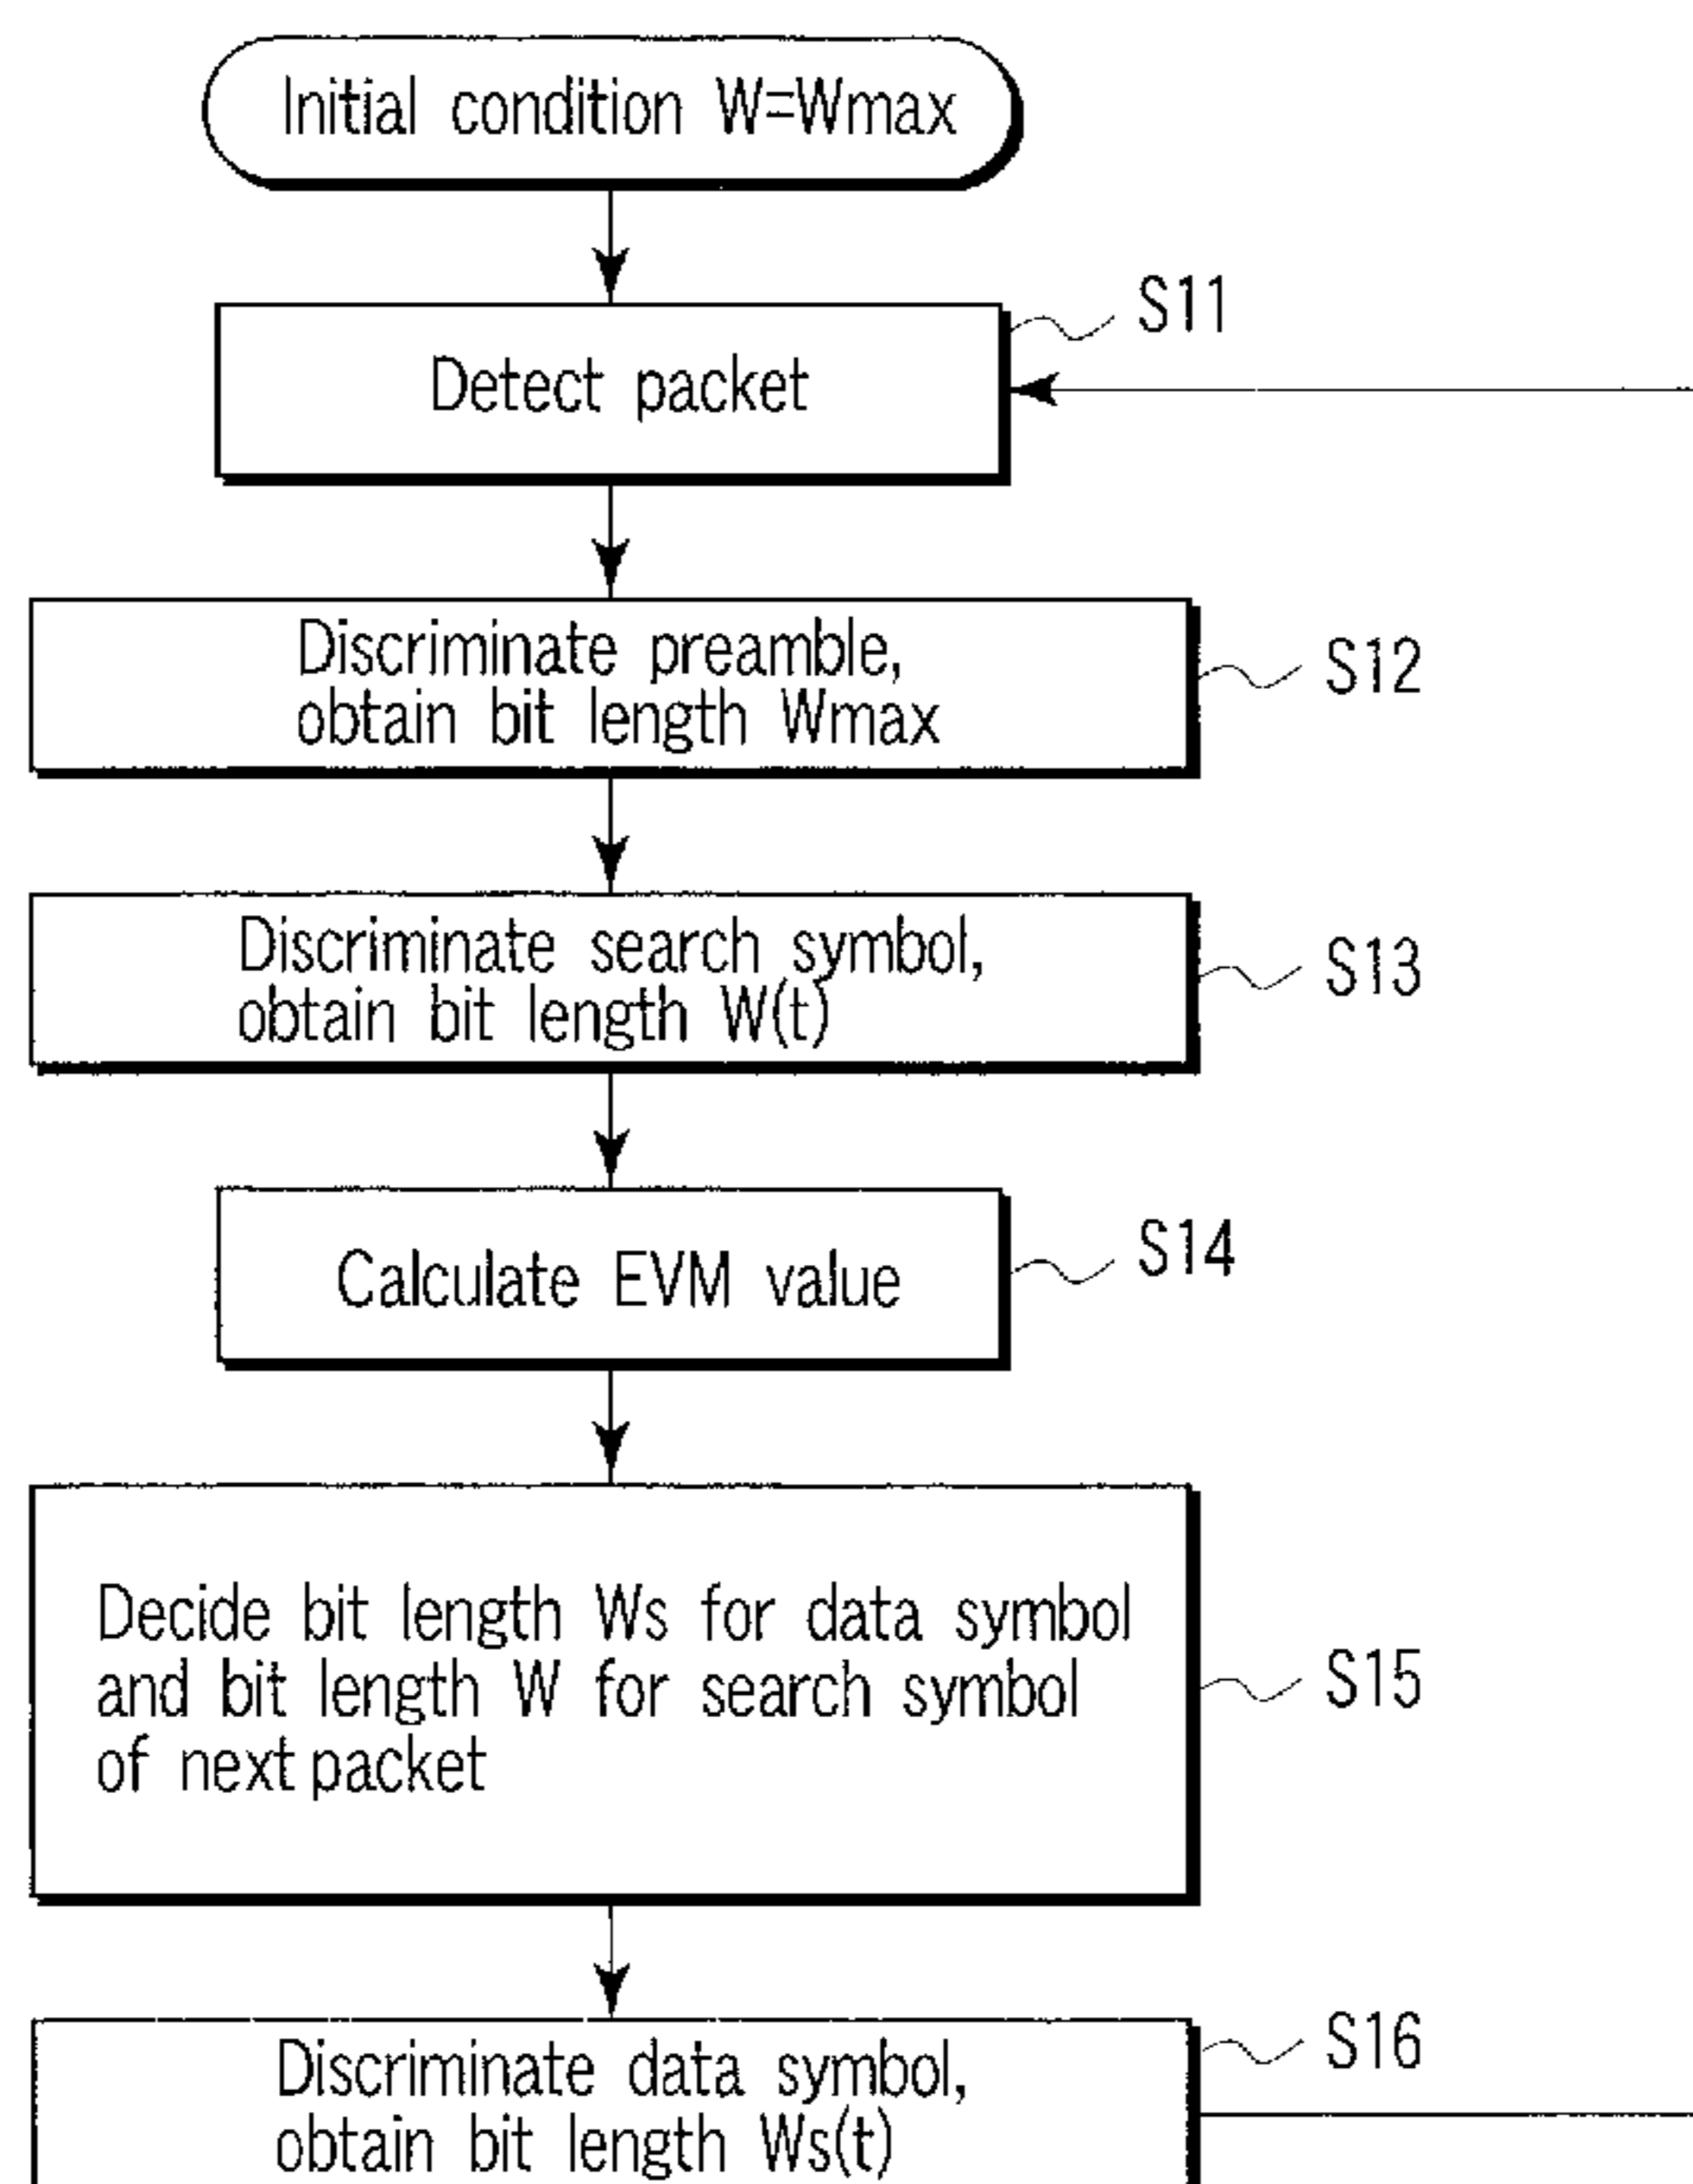 Initial condition W=Wmax
S11
Detect packet
Discriminate preamble,
obtain bit length Wmax
S12
Discriminate search symbol,
obtain bit length W(t)
S13
Calculate EVM value
S14
Decide bit length Ws for data symbol
and bit length W for search symbol
of next packet
S15
Discriminate data symbol,
obtain bit length Ws(t)
S16